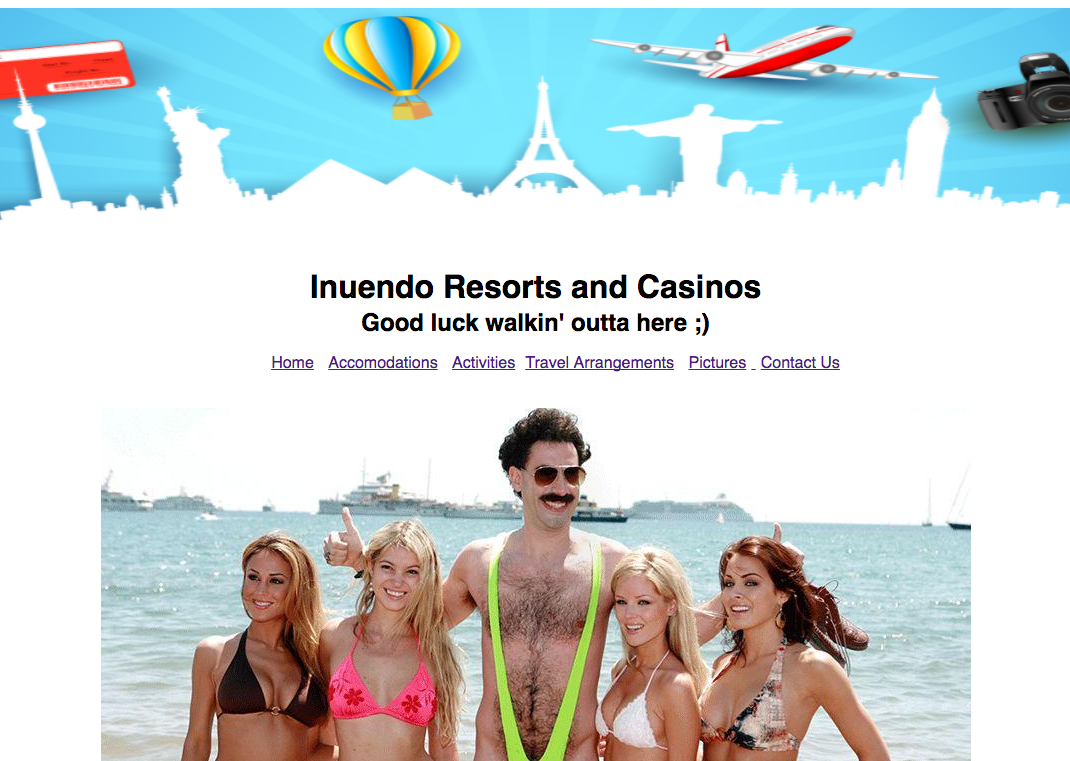 Inuendo Resorts and Casinos
Good luck walkin' outta here ;)
Home Accomodations Activities Travel Arrangements Pictures Contact Us